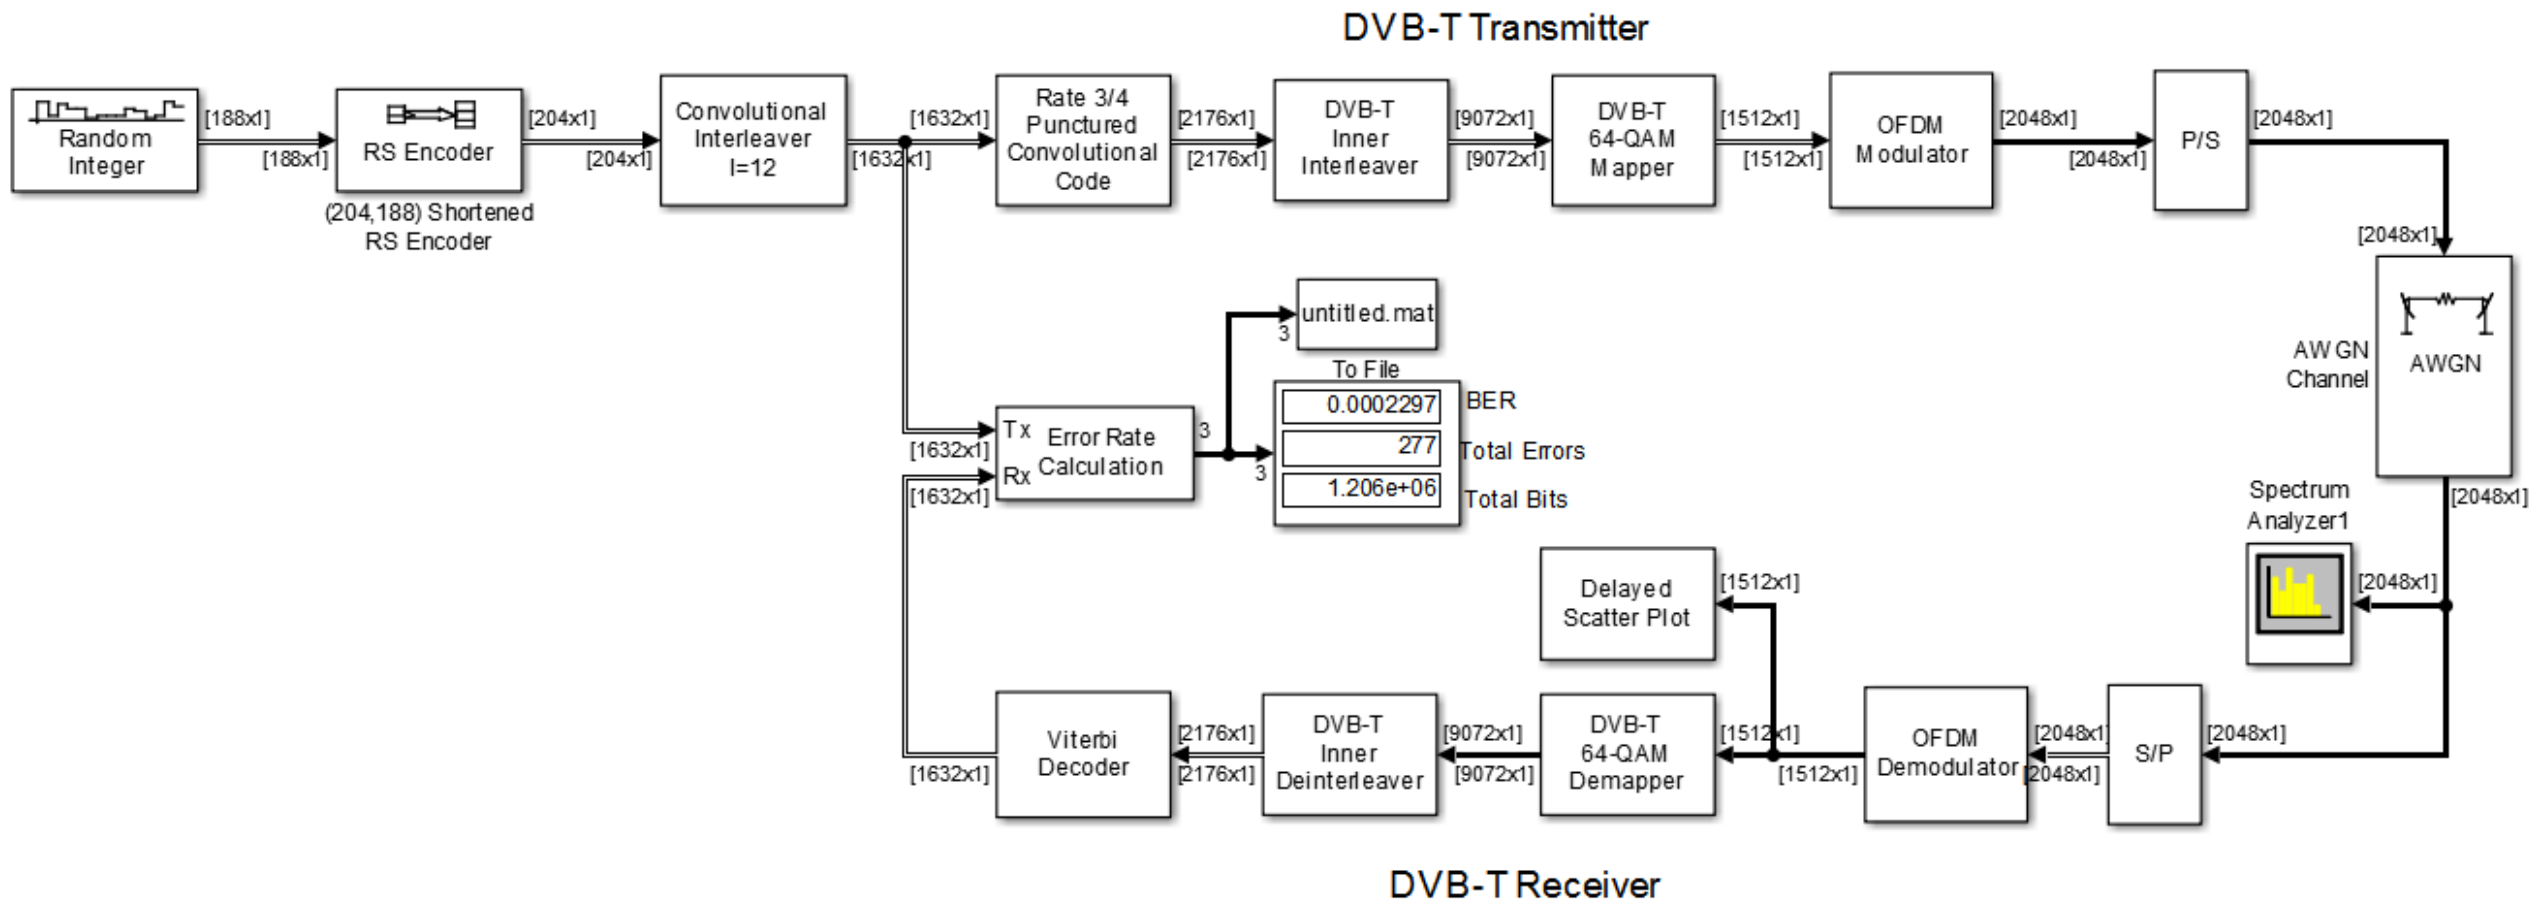 DVB-T Transmitter
Random
Integer
[188x1]
[188x1]
RS Encoder
(204,188) Shortened
RS Encoder
[204x1]
[204x1]
Convolutional
Interleaver
I=12
[1632x1]
[1632x1]
Rate 3/4
Punctured
Convolutional
Code
[2176x1]
[2176x1]
DVB-T
Inner
Interleaver
[9072x1]
[9072x1]
DVB-T
64-QAM
Mapper
[1512x1]
[1512x1]
OFDM
Modulator
[2048x1]
[2048x1]
P/S
[2048x1]
[2048x1]
AWGN
Channel
AWGN
[2048x1]
untitled.mat
3
To File
0.0002297
BER
277
Total Errors
1.206e+06
Total Bits
Tx
Rx
Error Rate
Calculation
3
3
[1632x1]
[1632x1]
Spectrum
Analyzer1
[2048x1]
Delayed
Scatter Plot
[1512x1]
Viterbi
Decoder
[1632x1]
[2176x1]
[2176x1]
DVB-T
Inner
Deinterleaver
[9072x1]
[9072x1]
DVB-T
64-QAM
Demapper
[1512x1]
[1512x1]
OFDM
Demodulator
[2048x1]
[2048x1]
S/P
[2048x1]
DVB-T Receiver